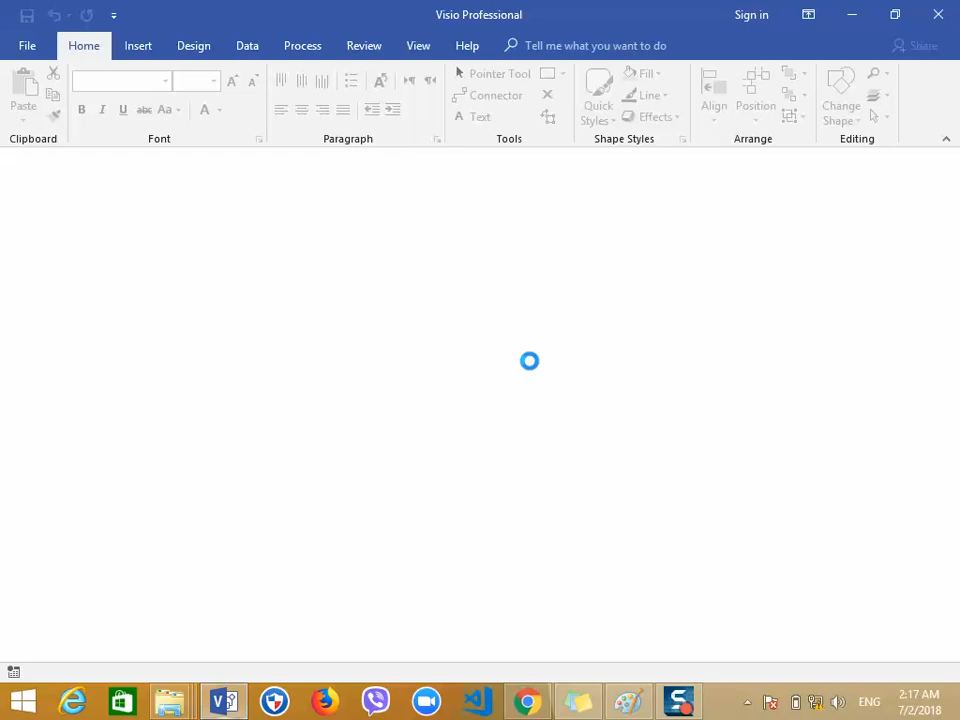 Visio Professional
Sign in
File Home Insert Design Data Process Review View Help Tell me what you want to do Share
Pointer Tool
Fill
Connector
Line
Paste
Quick Styles
Align
Position
Change Shape
B I U abc Aa A
Text
Effects
Clipboard Font Paragraph Tools Shape Styles Arrange Editing
ENG
2:17 AM
7/2/2018